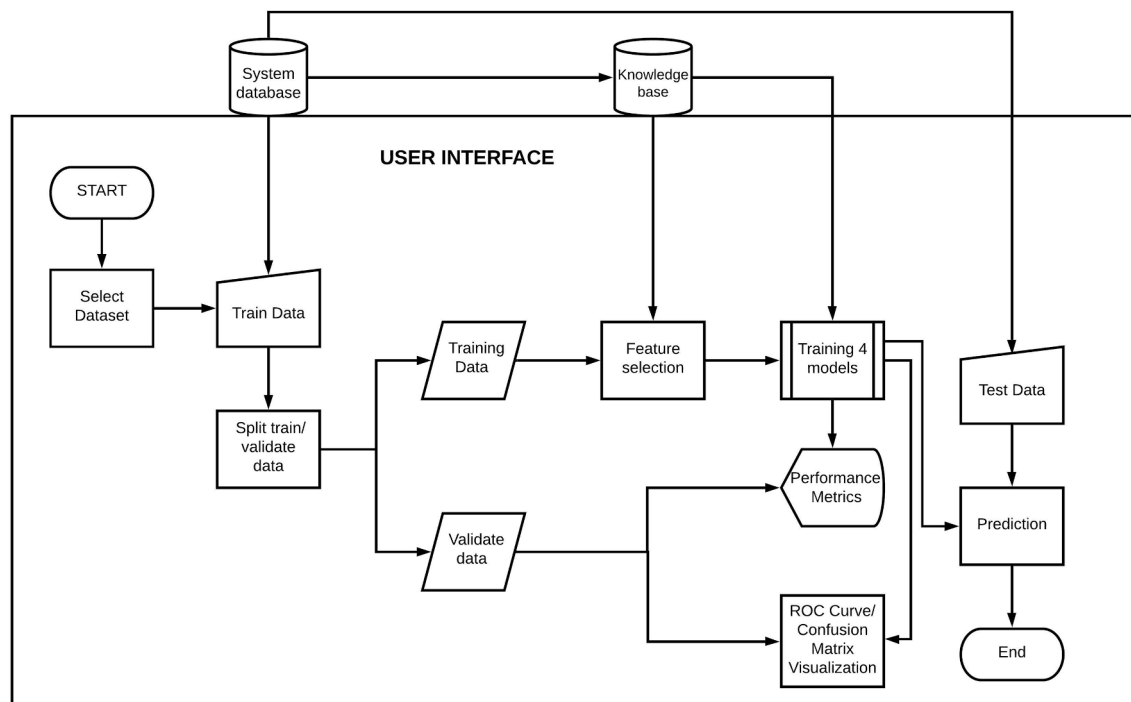 System
database
Knowledge
base
USER INTERFACE
START
Select
Dataset
Train Data
Split train/
validate
data
Training
Data
Feature
selection
Training 4
models
Test Data
Performance
Metrics
Validate
data
Prediction
ROC Curve/
Confusion
Matrix
Visualization
End